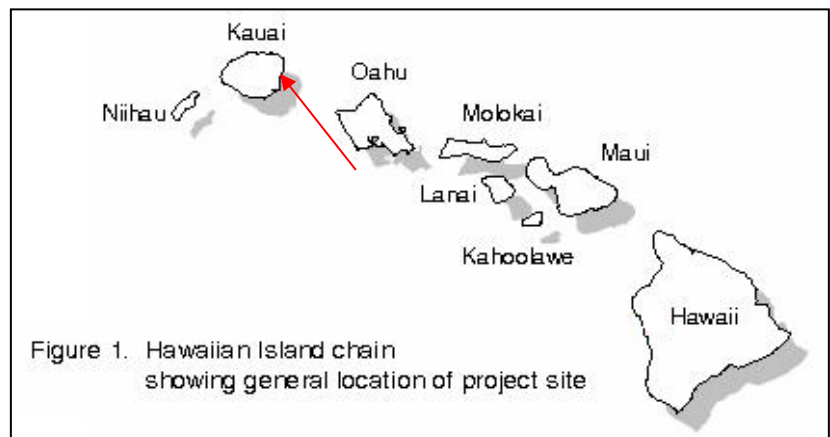 Kauai
Oahu
Niihau
Molokai
Maui
Lanai
Kahoolawe
Hawaii
Figure 1. Hawaiian Island chain
showing general location of project site